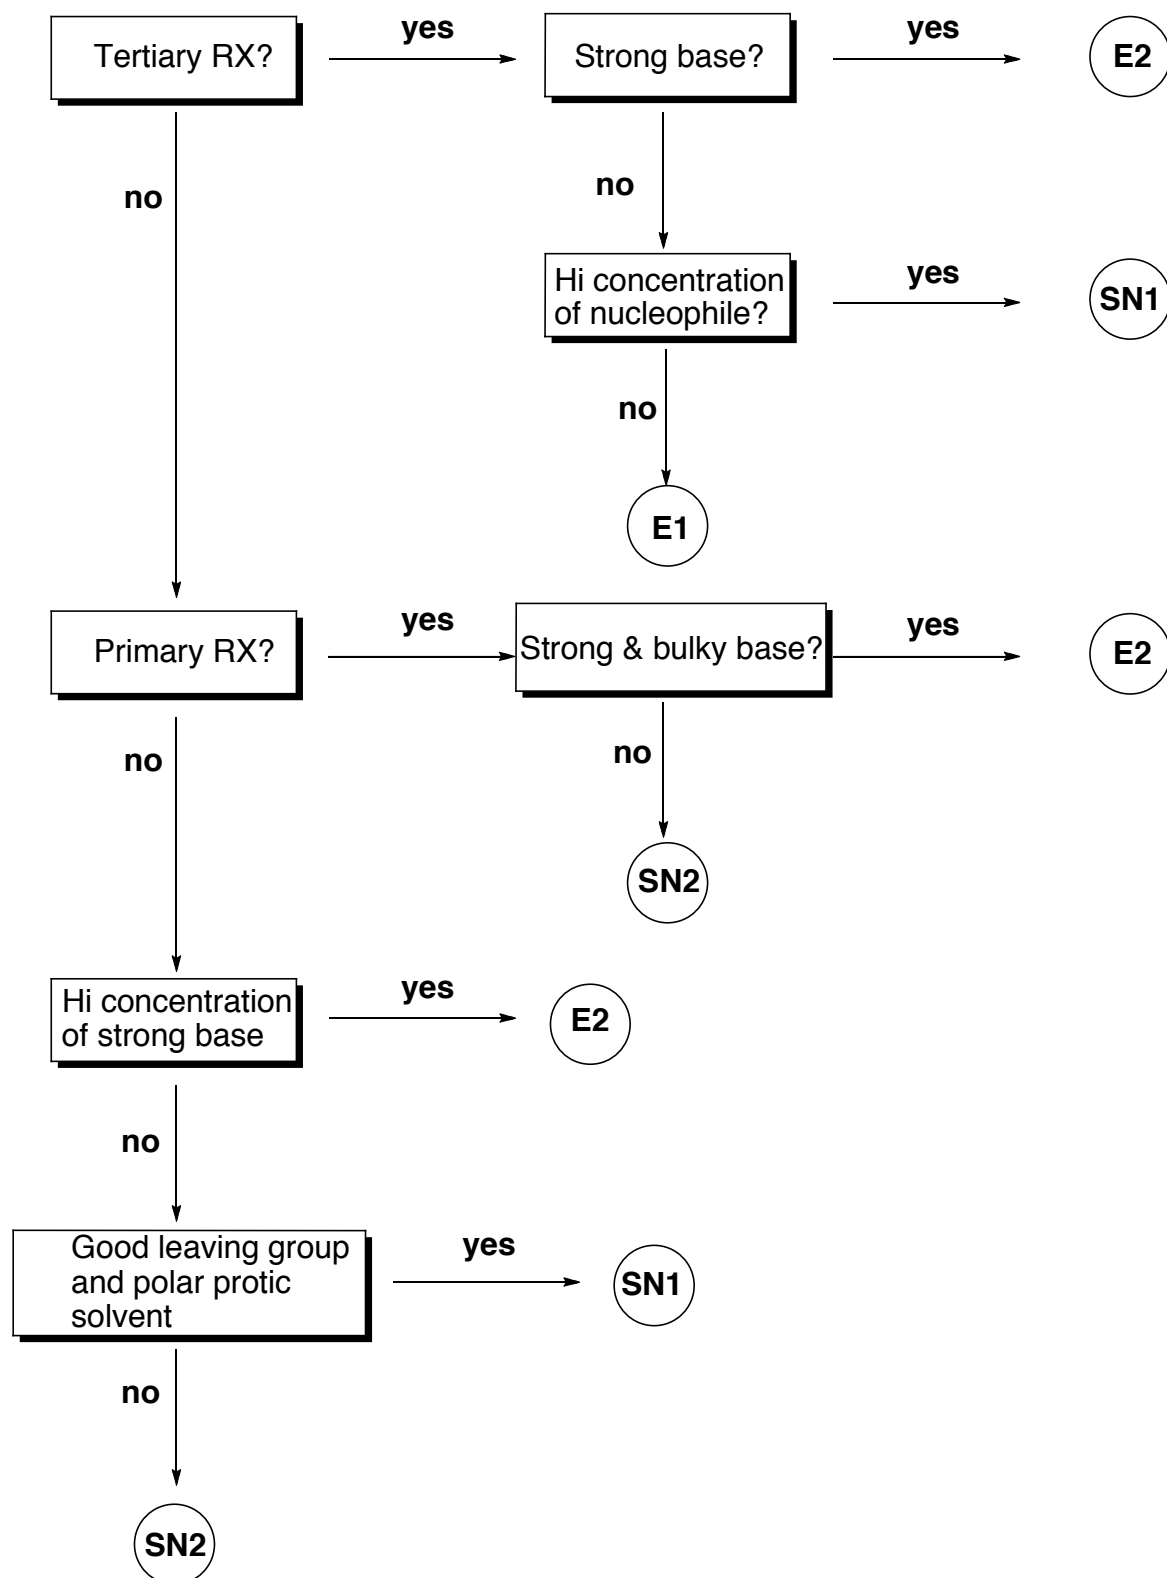 Tertiary RX?
yes
Strong base?
yes
E2
no
no
Hi concentration
of nucleophile?
yes
SN1
no
E1
Primary RX?
yes
Strong & bulky base?
yes
E2
no
no
SN2
Hi concentration
of strong base
yes
E2
no
Good leaving group
and polar protic
solvent
yes
SN1
no
SN2